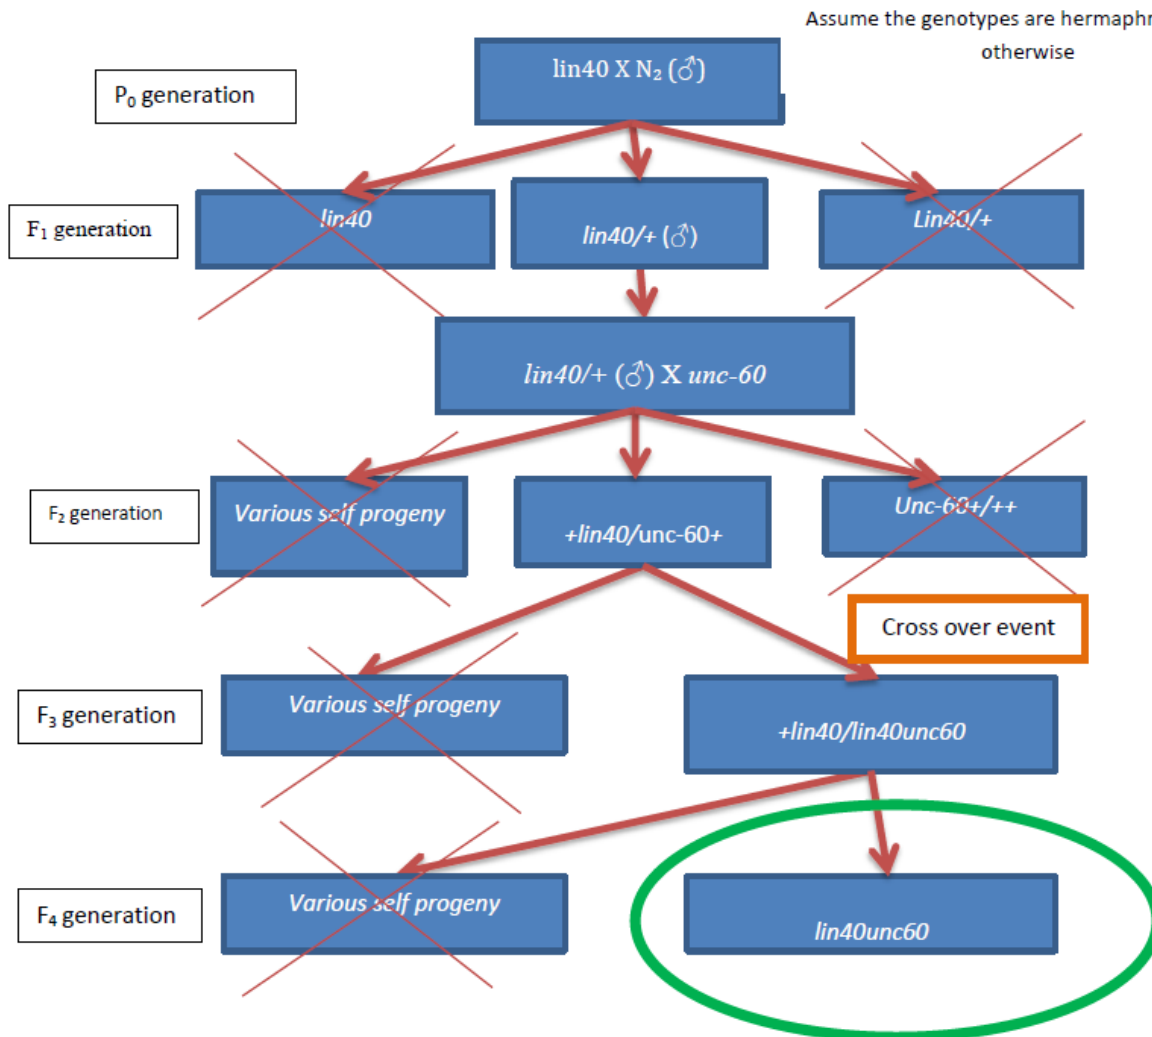 Assume the genotypes are
otherwise
lin40 X N₂ (♂)
P₀ generation
lin40
lin40/+ (♂)
Lin40/+
F₁ generation
lin40/+ (♂) X unc-60
Various self progeny
+lin40/unc-60+
Unc-60+/++
F₂ generation
Cross over event
Various self progeny
+lin40/lin40unc60
F₃ generation
Various self progeny
lin40unc60
F₄ generation